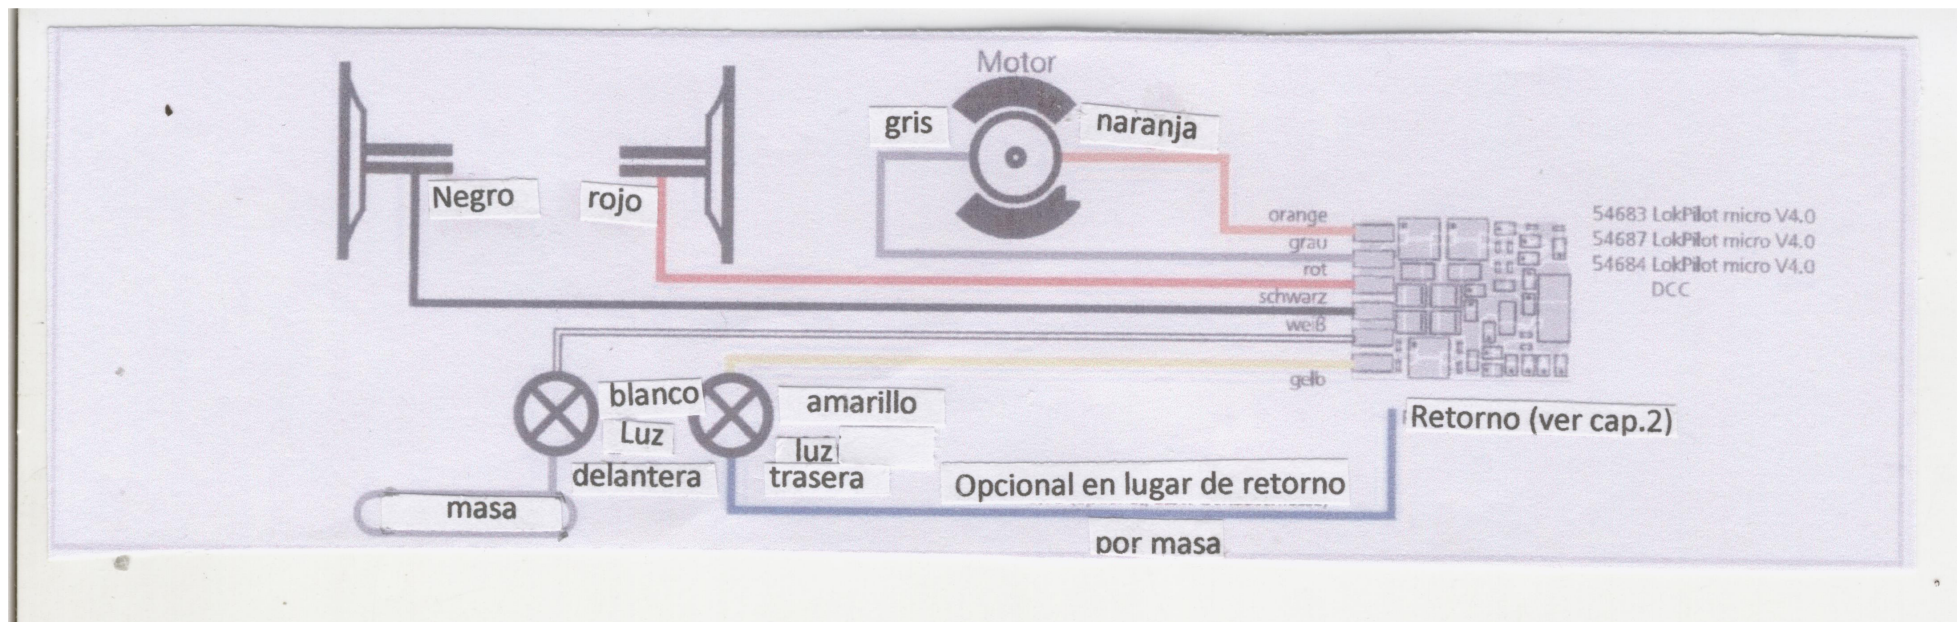 Motor
gris
naranja
Negro
rojo
orange
grau
rot
schwarz
weiß
gelb
54683 LokPilot micro V4.0
54687 LokPilot micro V4.0
54684 LokPilot micro V4.0
DCC
blanco
Luz
delantera
amarillo
luz
trasera
masa
Retorno (ver cap.2)
Opcional en lugar de retorno
por masa